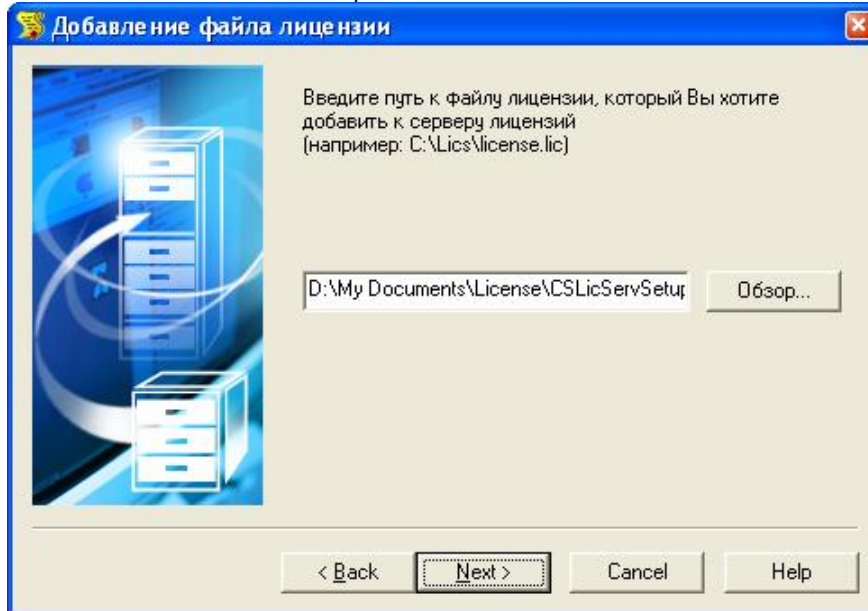 Добавление файла лицензии
Введите путь к файлу лицензии, который Вы хотите
добавить к серверу лицензий
(например: C:\Lics\license.lic)
D:\My Documents\License\CSLicServSetup
Обзор...
< Back
Next >
Cancel
Help